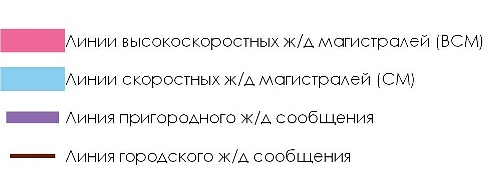 Линии высокоскоростных ж/д магистралей (ВСМ)
Линии скоростных ж/д магистралей (СМ)
Линия пригородного ж/д сообщения
Линия городского ж/д сообщения